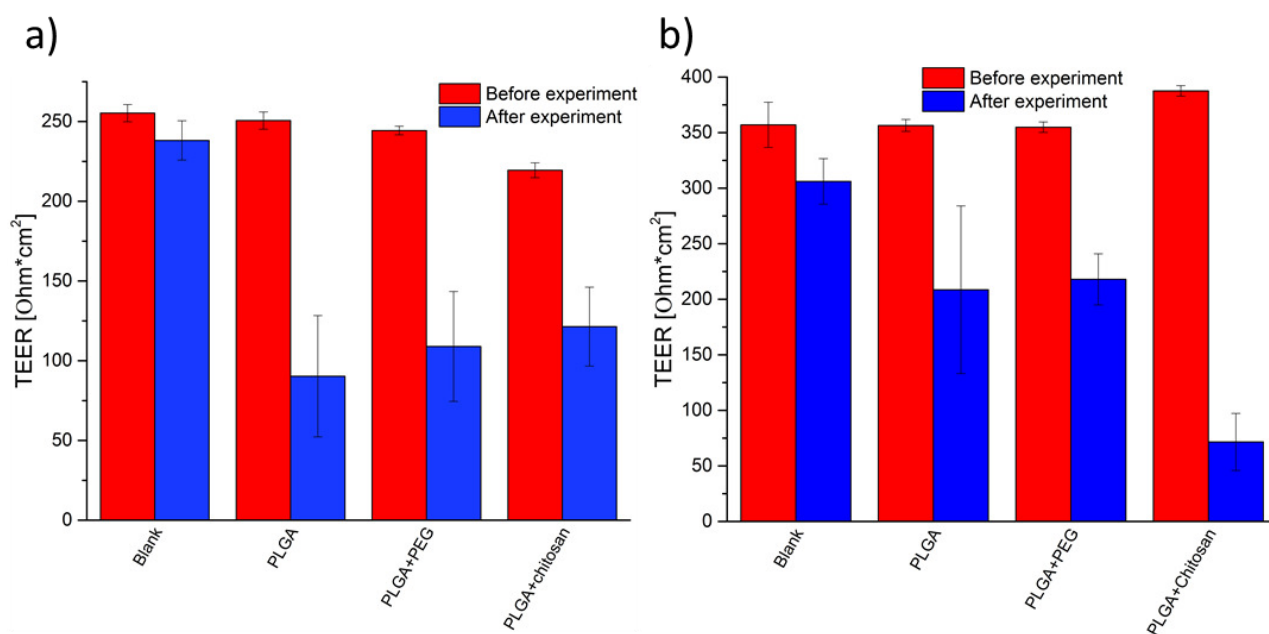 a)
Before experiment
After experiment
TEER [Ohm*cm²]
250
200
150
100
50
0
Blank
PLGA
PLGA+PEG
PLGA+chitosan
b)
Before experiment
After experiment
TEER [Ohm*cm²]
400
350
300
250
200
150
100
50
0
Blank
PLGA
PLGA+PEG
PLGA+Chitosan